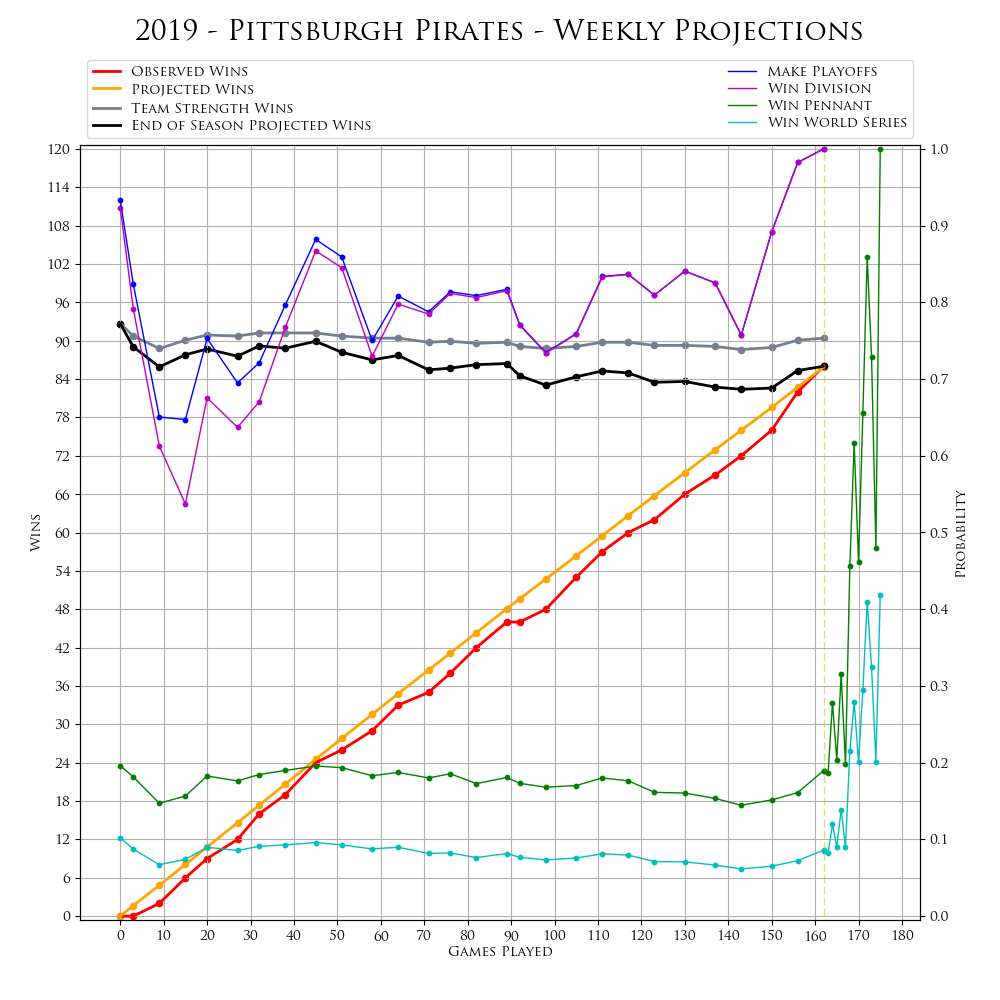 2019 - Pittsburgh Pirates - Weekly Projections
Observed Wins
Projected Wins
Team Strength Wins
End of Season Projected Wins
Make Playoffs
Win Division
Win Pennant
Win World Series
120
114
108
102
96
90
84
78
72
66
60
54
48
42
36
30
24
18
12
6
0
Wins
1.0
0.9
0.8
0.7
0.6
0.5
0.4
0.3
0.2
0.1
0.0
Probability
0 10 20 30 40 50 60 70 80 90 100 110 120 130 140 150 160 170 180
Games Played